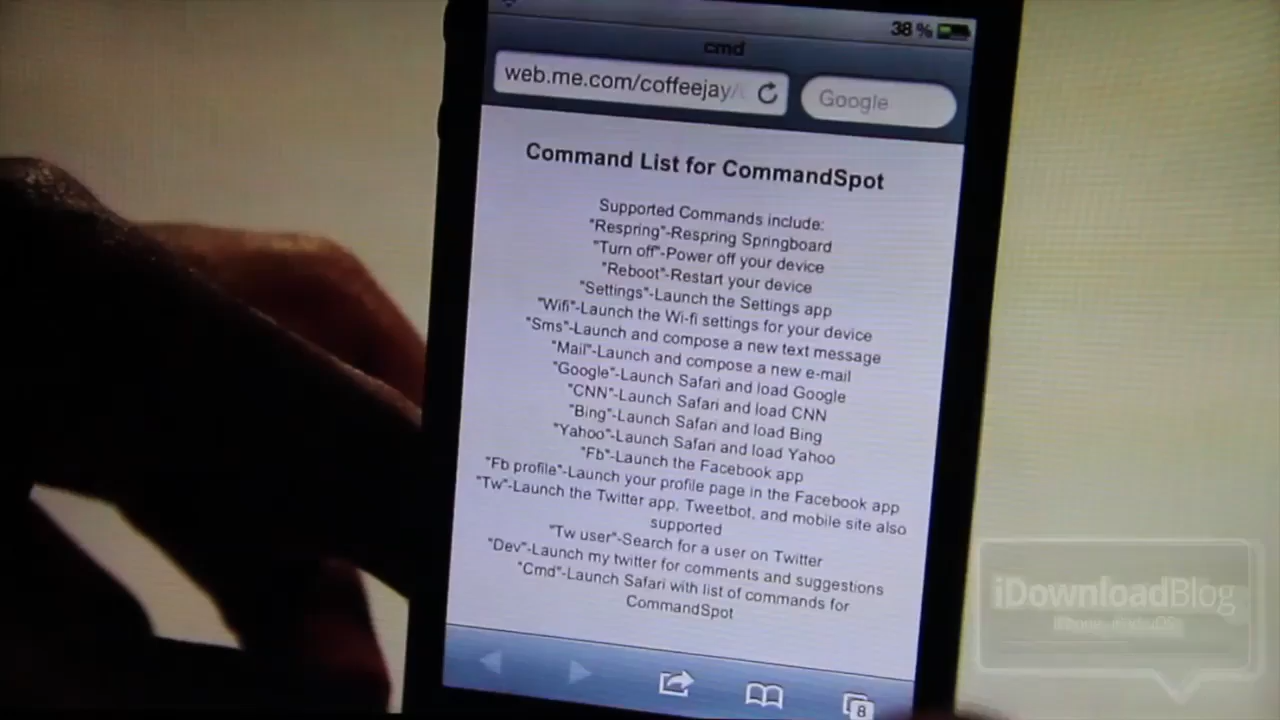 38 %
cmd
web.me.com/coffeejay/
Google
Command List for CommandSpot
Supported Commands include:
"Respring"-Respring Springboard
"Turn off"-Power off your device
"Reboot"-Restart your device
"Settings"-Launch the Settings app
"Wifi"-Launch the Wi-fi settings for your device
"Sms"-Launch and compose a new text message
"Mail"-Launch and compose a new e-mail
"Google"-Launch Safari and load Google
"CNN"-Launch Safari and load CNN
"Bing"-Launch Safari and load Bing
"Yahoo"-Launch Safari and load Yahoo
"Fb"-Launch the Facebook app
"Fb profile"-Launch your profile page in the Facebook app
"Tw"-Launch the Twitter app, Tweetbot, and mobile site also
supported
"Tw user"-Search for a user on Twitter
"Dev"-Launch my twitter for comments and suggestions
"Cmd"-Launch Safari with list of commands for
CommandSpot
8
iDownloadBlog